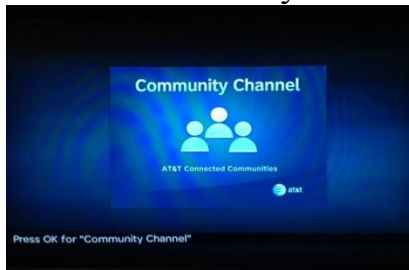 Community Channel
AT&T Connected Communities
at&t
Press OK for "Community Channel"